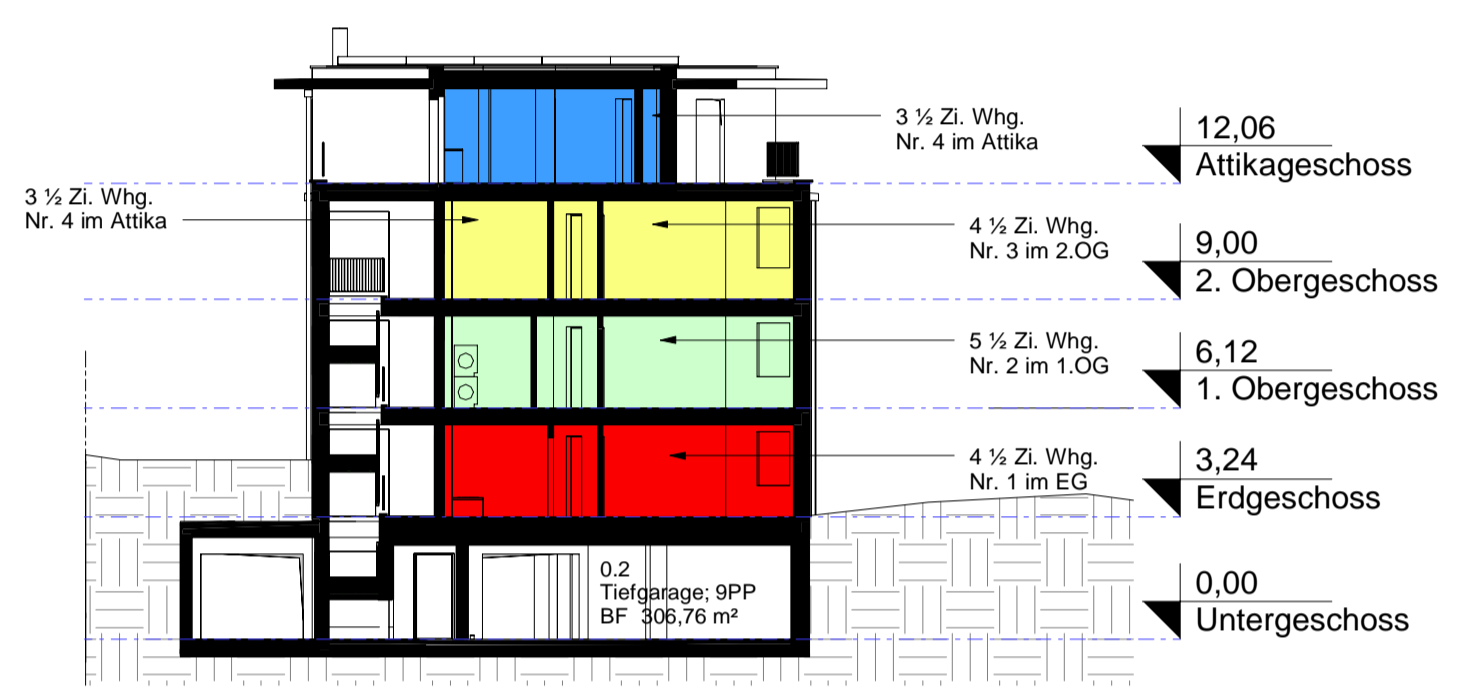 3 ½ Zi. Whg.
Nr. 4 im Attika
12,06
Attikageschoss
3 ½ Zi. Whg.
Nr. 4 im Attika
4 ½ Zi. Whg.
Nr. 3 im 2.OG
9,00
2. Obergeschoss
5 ½ Zi. Whg.
Nr. 2 im 1.OG
6,12
1. Obergeschoss
4 ½ Zi. Whg.
Nr. 1 im EG
3,24
Erdgeschoss
0.2
Tiefgarage; 9PP
BF 306,76 m²
0,00
Untergeschoss